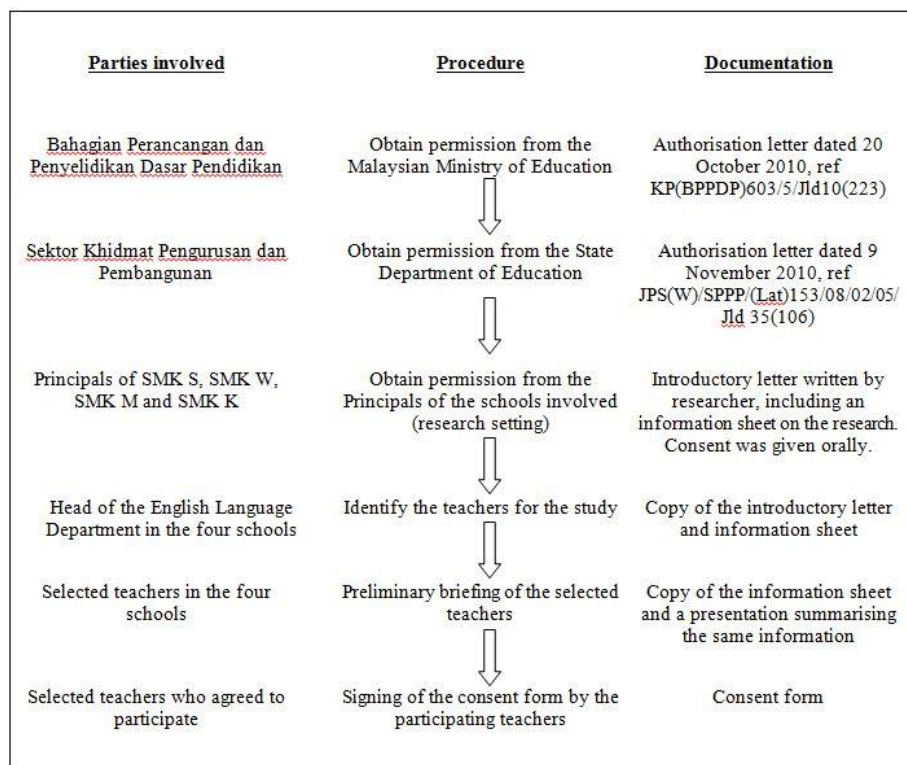 Parties involved
Procedure
Documentation
Bahagian Perancangan dan
Penyelidikan Dasar Pendidikan
Obtain permission from the
Malaysian Ministry of Education
Authorisation letter dated 20
October 2010, ref
KP(BPPDP)603/5/Jld10(223)
Sektor Khidmat Pengurusan dan
Pembangunan
Obtain permission from the State
Department of Education
Authorisation letter dated 9
November 2010, ref
JPS(W)/SPPP/(Lat)153/08/02/05/
Jld 35(106)
Principals of SMK S, SMK W,
SMK M and SMK K
Obtain permission from the
Principals of the schools involved
(research setting)
Introductory letter written by
researcher, including an
information sheet on the research.
Consent was given orally.
Head of the English Language
Department in the four schools
Identify the teachers for the study
Copy of the introductory letter
and information sheet
Selected teachers in the four
schools
Preliminary briefing of the selected
teachers
Copy of the information sheet
and a presentation summarising
the same information
Selected teachers who agreed to
participate
Signing of the consent form by the
participating teachers
Consent form